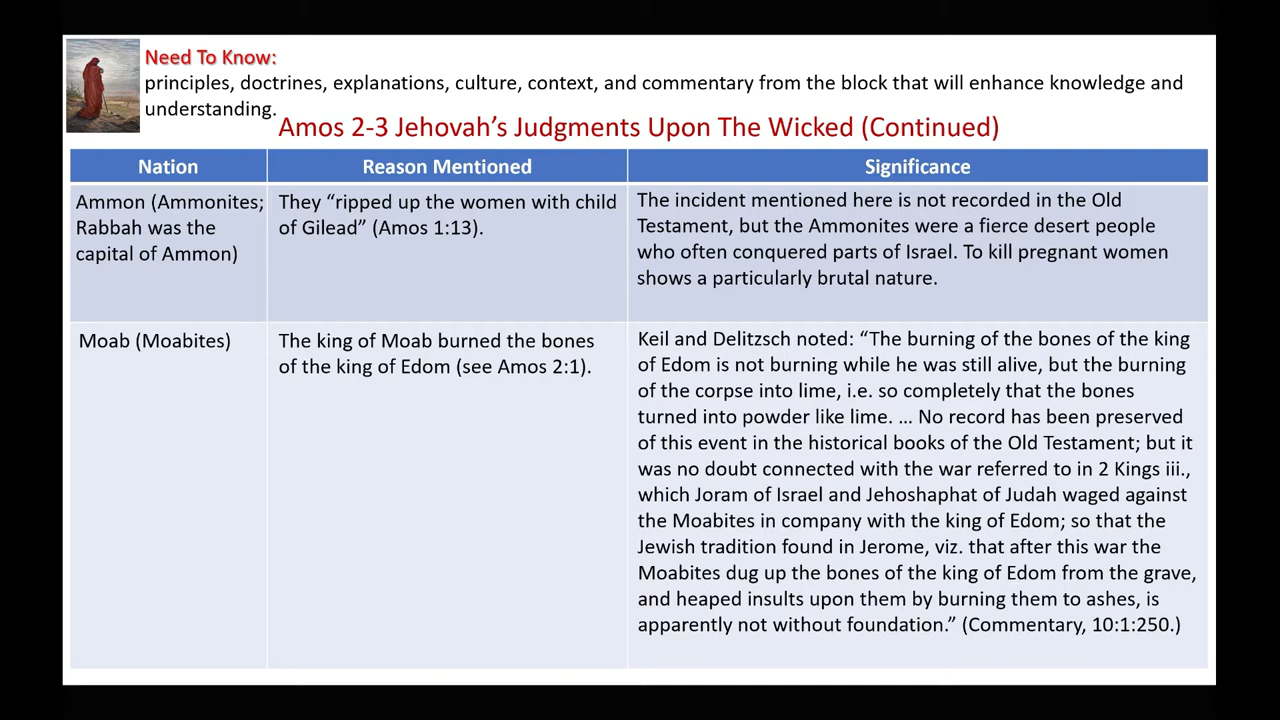 Need To Know:
principles, doctrines, explanations, culture, context, and commentary from the block that will enhance knowledge and
understanding.
Amos 2-3 Jehovah’s Judgments Upon The Wicked (Continued)
Nation
Reason Mentioned
Significance
Ammon (Ammonites;
Rabbah was the
capital of Ammon)
They “ripped up the women with child
of Gilead” (Amos 1:13).
The incident mentioned here is not recorded in the Old
Testament, but the Ammonites were a fierce desert people
who often conquered parts of Israel. To kill pregnant women
shows a particularly brutal nature.
Moab (Moabites)
The king of Moab burned the bones
of the king of Edom (see Amos 2:1).
Keil and Delitzsch noted: “The burning of the bones of the king
of Edom is not burning while he was still alive, but the burning
of the corpse into lime, i.e. so completely that the bones
turned into powder like lime. … No record has been preserved
of this event in the historical books of the Old Testament; but it
was no doubt connected with the war referred to in 2 Kings iii.,
which Joram of Israel and Jehoshaphat of Judah waged against
the Moabites in company with the king of Edom; so that the
Jewish tradition found in Jerome, viz. that after this war the
Moabites dug up the bones of the king of Edom from the grave,
and heaped insults upon them by burning them to ashes, is
apparently not without foundation.” (Commentary, 10:1:250.)